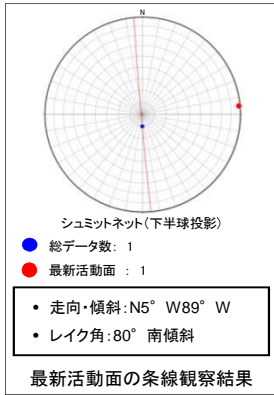 N
シュミットネット(下半球投影)
総データ数: 1
最新活動面 : 1
• 走向・傾斜:N5° W89° W
• レイク角:80° 南傾斜
最新活動面の条線観察結果